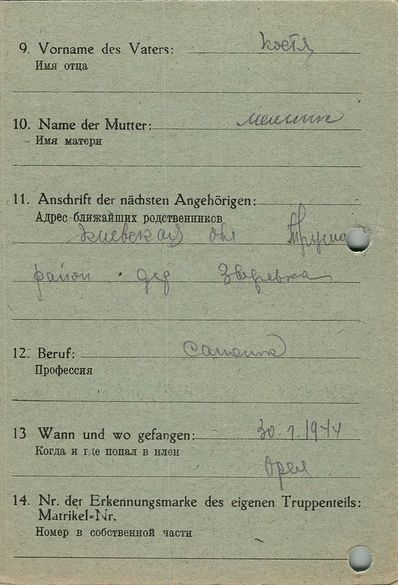 9. Vorname des Vaters: Костя
Имя отца
10. Name der Mutter:
Имя матери
11. Anschrift der nächsten Angehörigen:
Адрес ближайших родственников
Киевская
район
12. Beruf:
Профессия
13 Wann und wo gefangen: 30. 1944
Когда и где попал в плен
Орел
14. Nr. der Erkennungsmarke des eigenen Truppenteils:
Matrikel-Nr.
Номер в собственной части